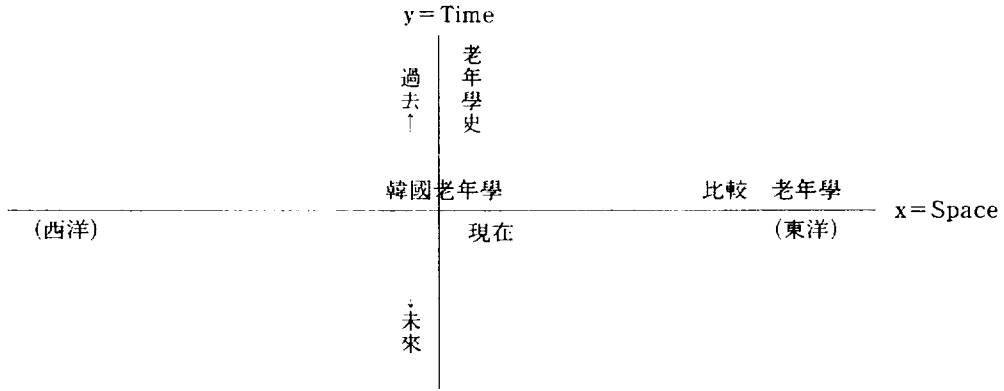 y=Time
過去↑
老年學史
韓國老年學
比較 老年學
x=Space
(西洋)
現在
(東洋)
↓未來